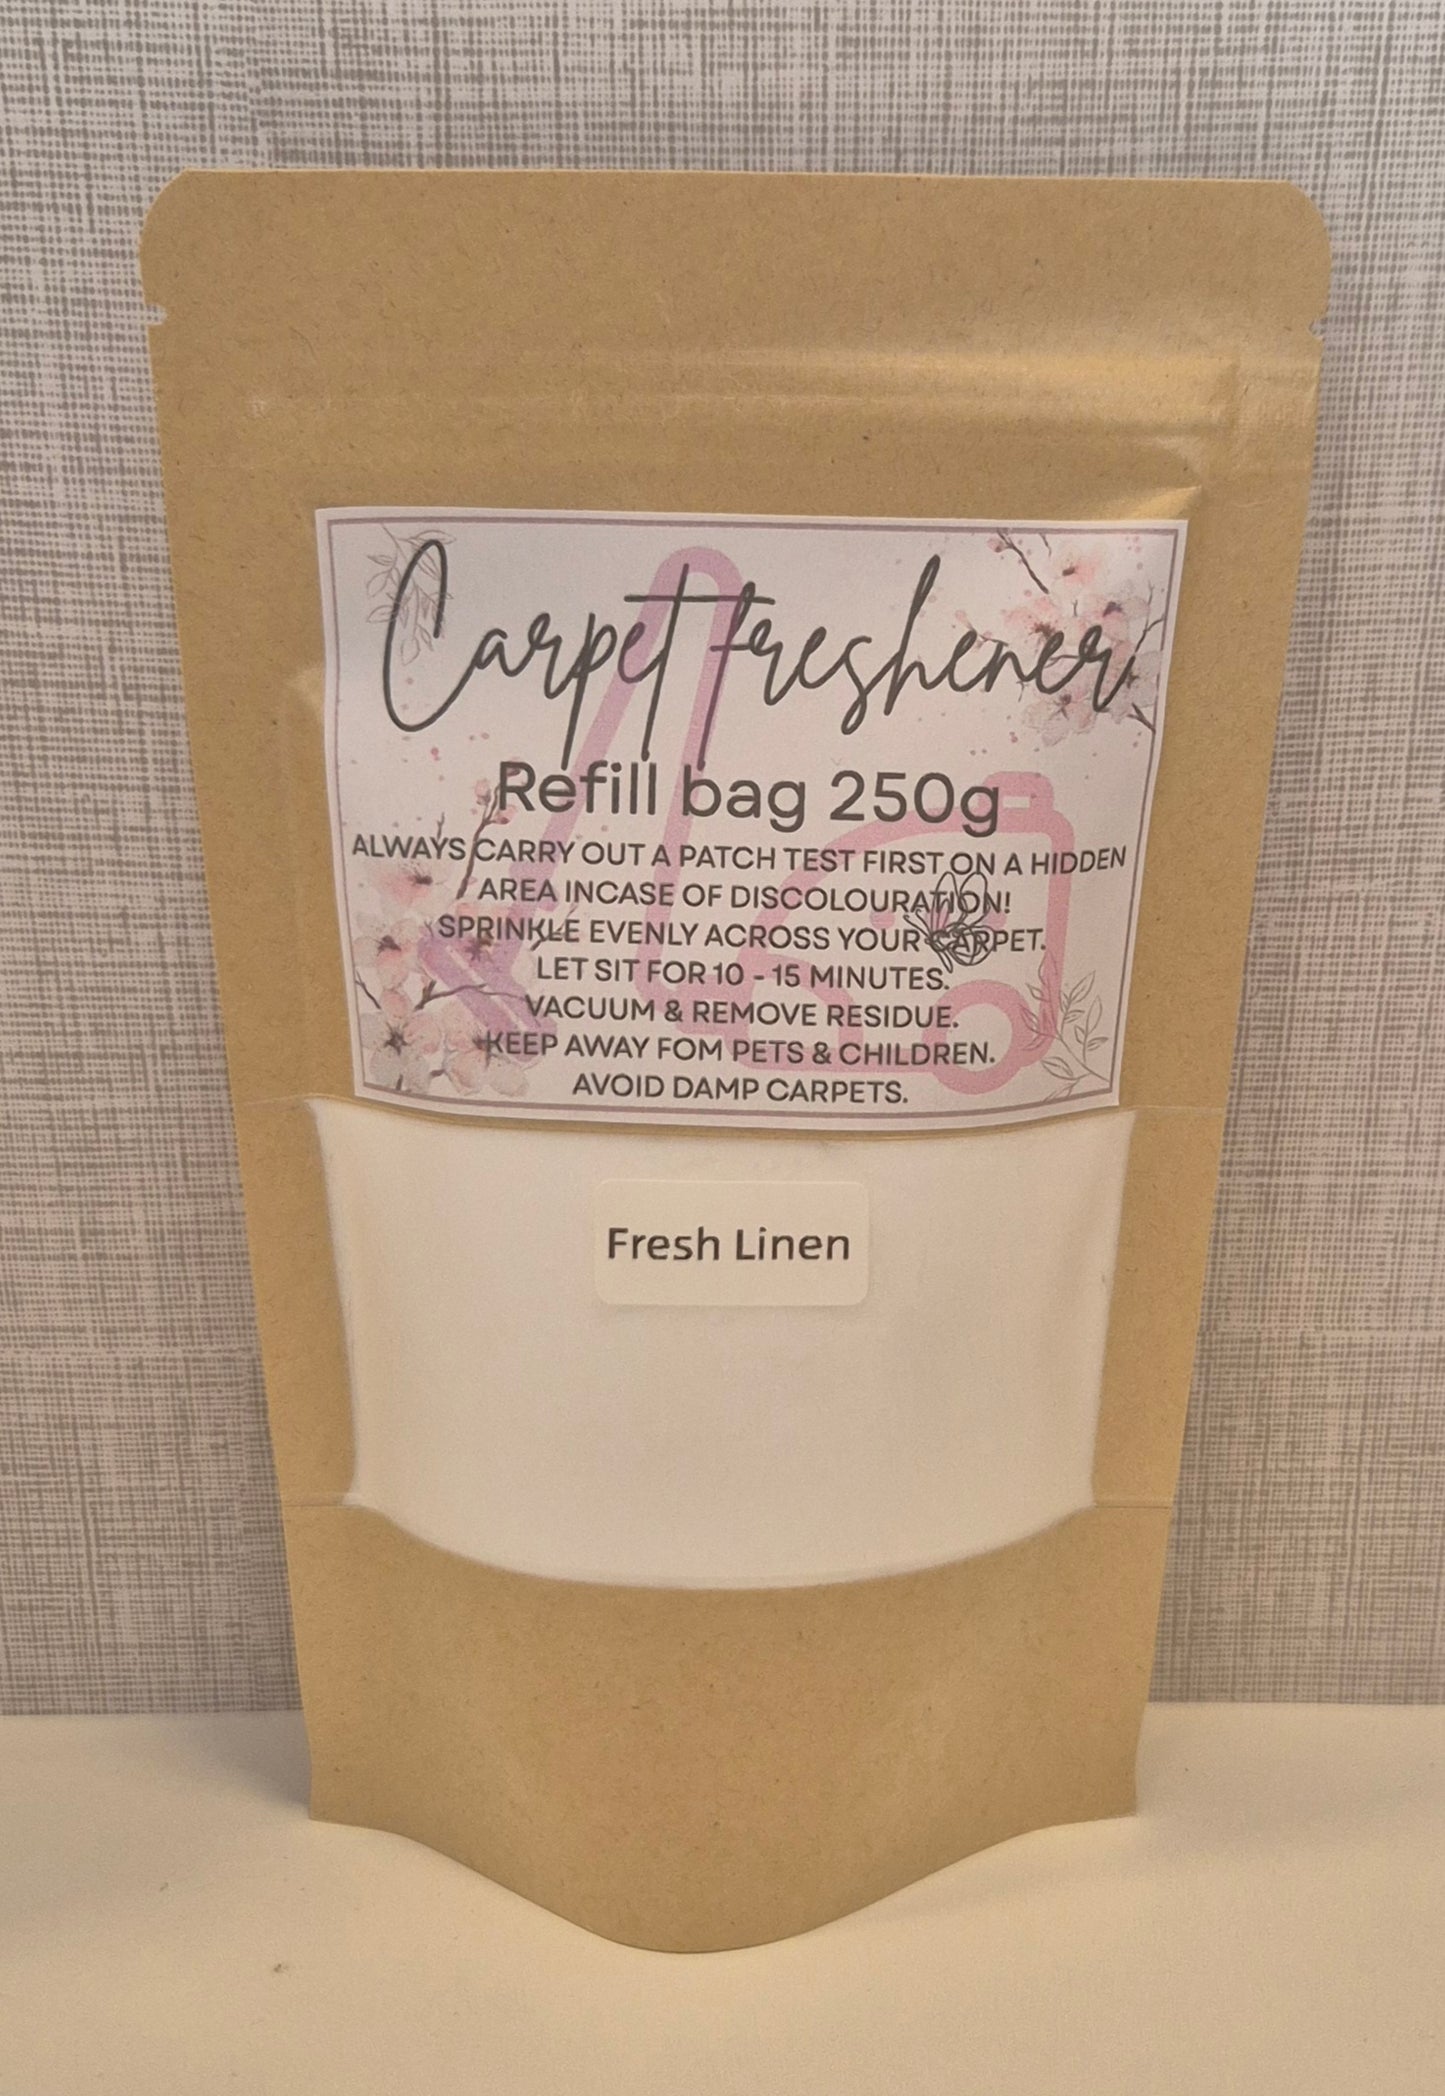 Carpet freshener
Refill bag 250g
ALWAYS CARRY OUT A PATCH TEST FIRST ON A HIDDEN
AREA INCASE OF DISCOLOURATION!
SPRINKLE EVENLY ACROSS YOUR CARPET.
LET SIT FOR 10 - 15 MINUTES.
VACUUM & REMOVE RESIDUE.
KEEP AWAY FOM PETS & CHILDREN.
AVOID DAMP CARPETS.
Fresh Linen